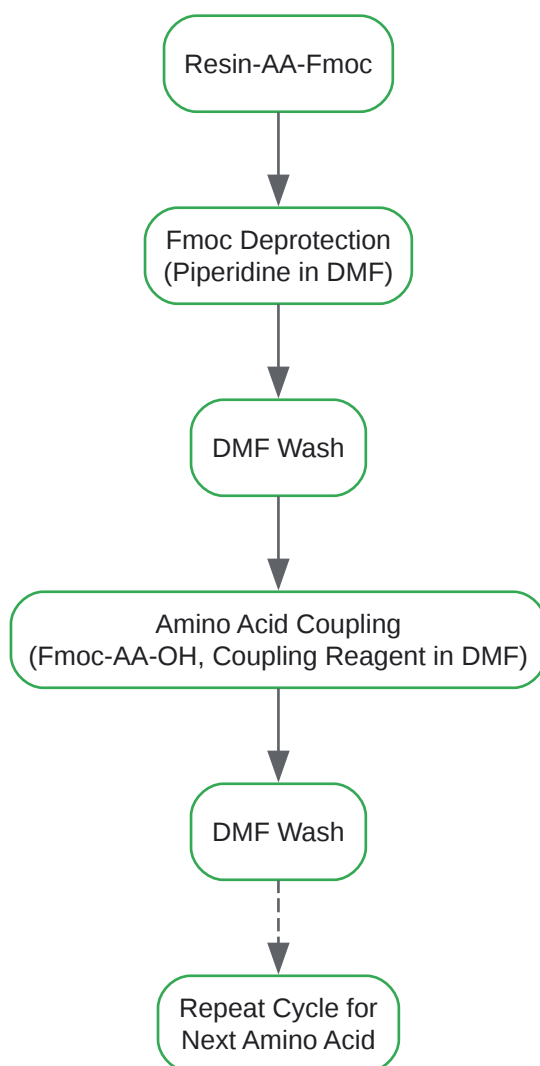 Resin-AA-Fmoc
Fmoc Deprotection
(Piperidine in DMF)
DMF Wash
Amino Acid Coupling
(Fmoc-AA-OH, Coupling Reagent in DMF)
DMF Wash
Repeat Cycle for
Next Amino Acid